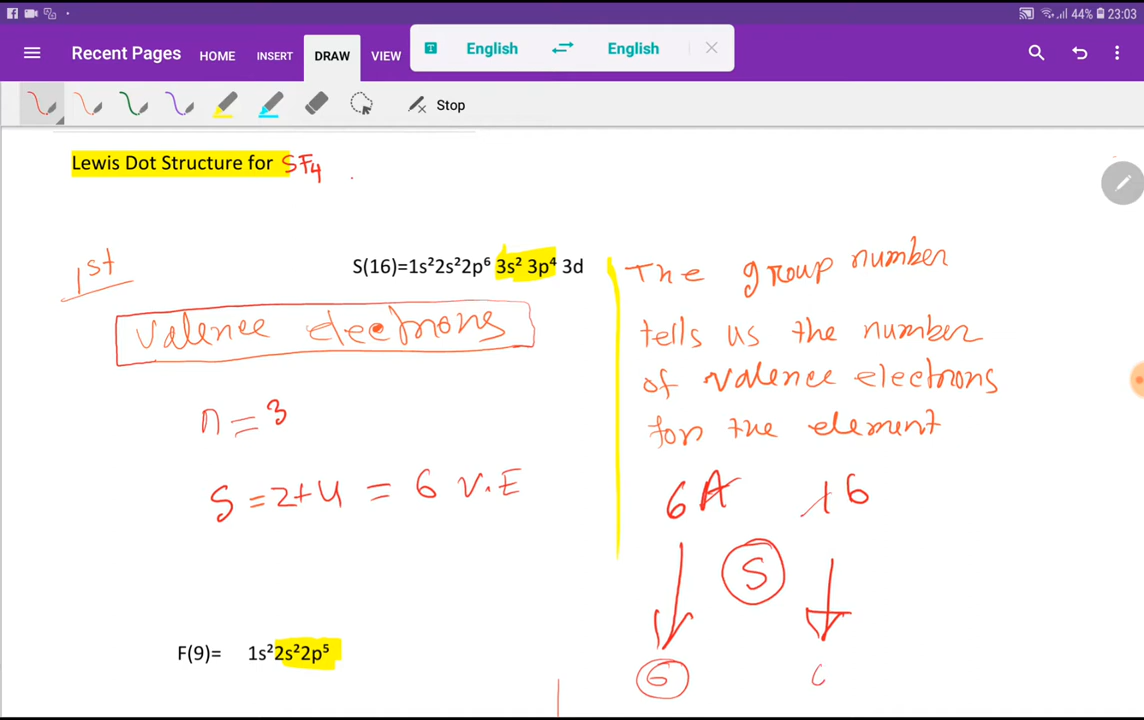 44% 23:03
Recent Pages HOME INSERT DRAW VIEW
English English
Stop
Lewis Dot Structure for SF4
1st
S(16)=1s²2s²2p⁶ 3s² 3p⁴ 3d
Valence electrons
n = 3
S = 2+4 = 6 V.E
F(9)= 1s²2s²2p⁵
The group number
tells us the number
of valence electrons
for the element
6A 16
S
6